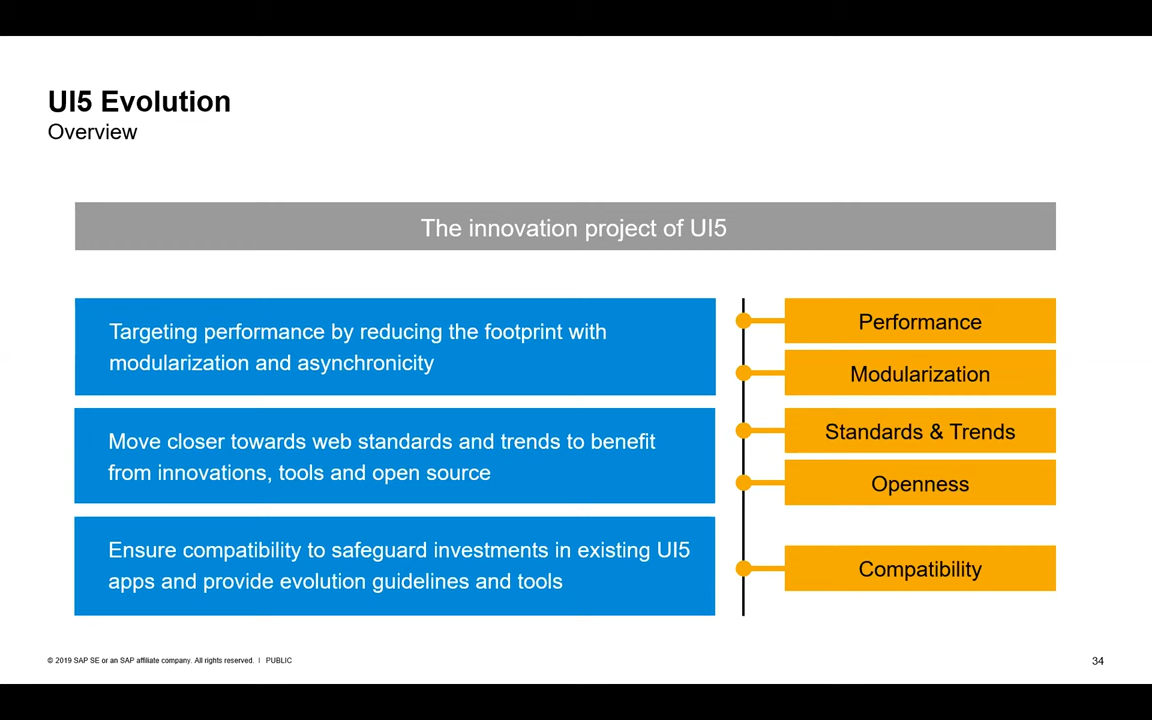 UI5 Evolution
Overview
The innovation project of UI5
Targeting performance by reducing the footprint with
modularization and asynchronicity
Performance
Modularization
Move closer towards web standards and trends to benefit
from innovations, tools and open source
Standards & Trends
Openness
Ensure compatibility to safeguard investments in existing UI5
apps and provide evolution guidelines and tools
Compatibility
© 2019 SAP SE or an SAP affiliate company. All rights reserved. | PUBLIC
34